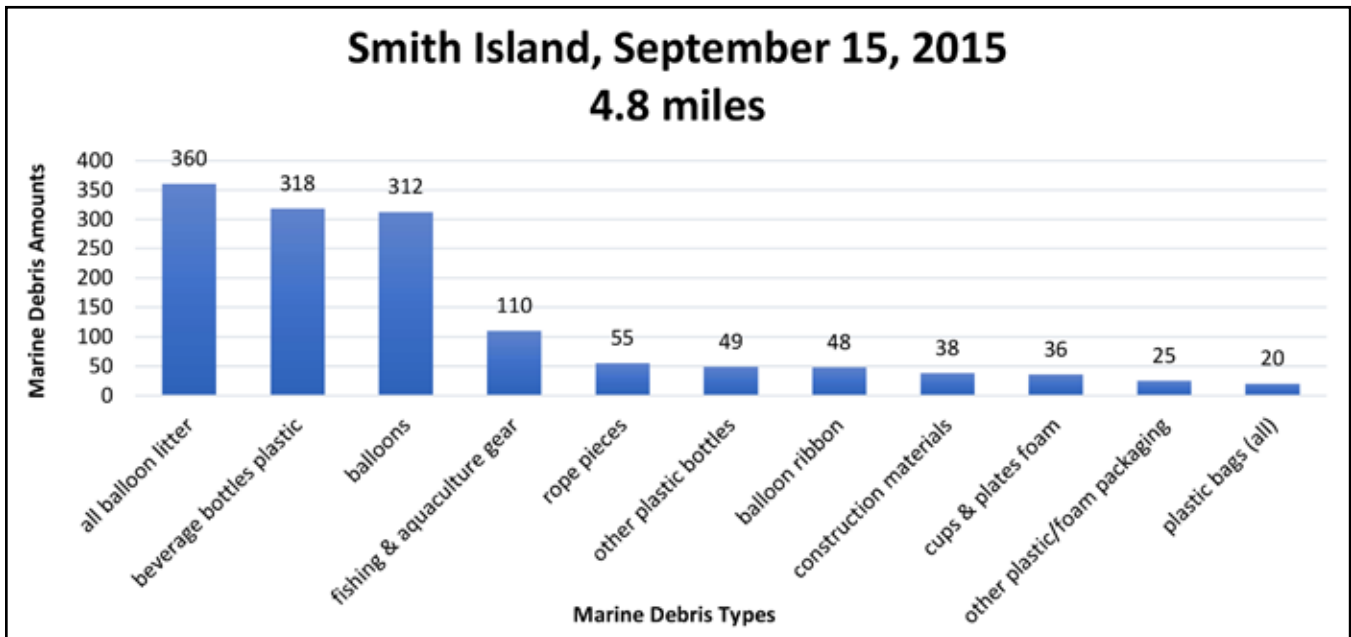 Smith Island, September 15, 2015
4.8 miles
Marine Debris Amounts
400
350
300
250
200
150
100
50
0
360
318
312
110
55
49
48
38
36
25
20
all balloon litter
beverage bottles plastic
balloons
fishing & aquaculture gear
rope pieces
other plastic bottles
balloon ribbon
construction materials
cups & plates foam
other plastic/foam packaging
plastic bags (all)
Marine Debris Types